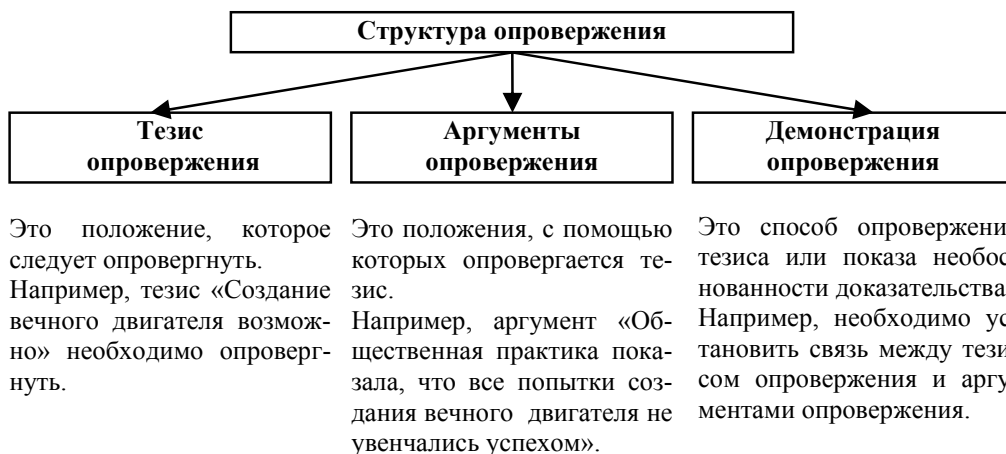 Структура опровержения
Тезис
опровержения
Аргументы
опровержения
Демонстрация
опровержения
Это положение, которое
следует опровергнуть.
Например, тезис «Создание
вечного двигателя возмож-
но» необходимо опроверг-
нуть.
Это положения, с помощью
которых опровергается те-
зис.
Например, аргумент «Об-
щественная практика пока-
зала, что все попытки соз-
дания вечного двигателя не
увенчались успехом».
Это способ опровержени
тезиса или показа необос
нованности доказательства
Например, необходимо ус
тановить связь между тези
сом опровержения и аргу
ментами опровержения.